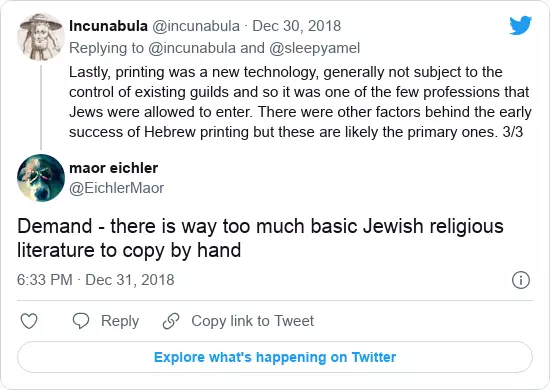 Incunabula @incunabula · Dec 30, 2018
Replying to @incunabula and @sleepyamel
Lastly, printing was a new technology, generally not subject to the
control of existing guilds and so it was one of the few professions that
Jews were allowed to enter. There were other factors behind the early
success of Hebrew printing but these are likely the primary ones. 3/3
maor eichler
@EichlerMaor
Demand - there is way too much basic Jewish religious
literature to copy by hand
6:33 PM · Dec 31, 2018
Reply
Copy link to Tweet
Explore what's happening on Twitter